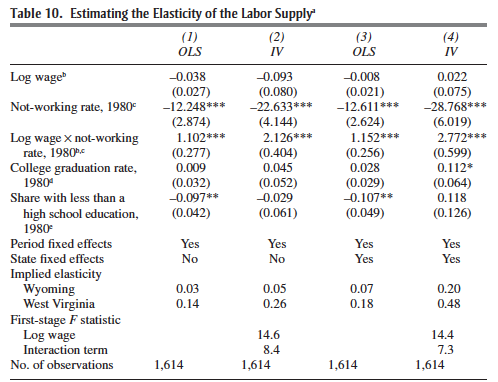 Table 10. Estimating the Elasticity of the Labor Supplyᵃ
(1) (2) (3) (4)
OLS IV OLS IV
Log wageᵇ −0.038 −0.093 −0.008 0.022
(0.027) (0.080) (0.021) (0.075)
Not-working rate, 1980ᶜ −12.248*** −22.633*** −12.611*** −28.768***
(2.874) (4.144) (2.624) (6.019)
Log wage × not-working 1.102*** 2.126*** 1.152*** 2.772***
rate, 1980ᵇ,ᶜ (0.277) (0.404) (0.256) (0.599)
College graduation rate, 0.009 0.045 0.028 0.112*
1980ᵈ (0.032) (0.052) (0.029) (0.064)
Share with less than a −0.097** −0.029 −0.107** 0.118
high school education, (0.042) (0.061) (0.049) (0.126)
1980ᵉ
Period fixed effects Yes Yes Yes Yes
State fixed effects No No Yes Yes
Implied elasticity
Wyoming 0.03 0.05 0.07 0.20
West Virginia 0.14 0.26 0.18 0.48
First-stage F statistic
Log wage 14.6 14.4
Interaction term 8.4 7.3
No. of observations 1,614 1,614 1,614 1,614